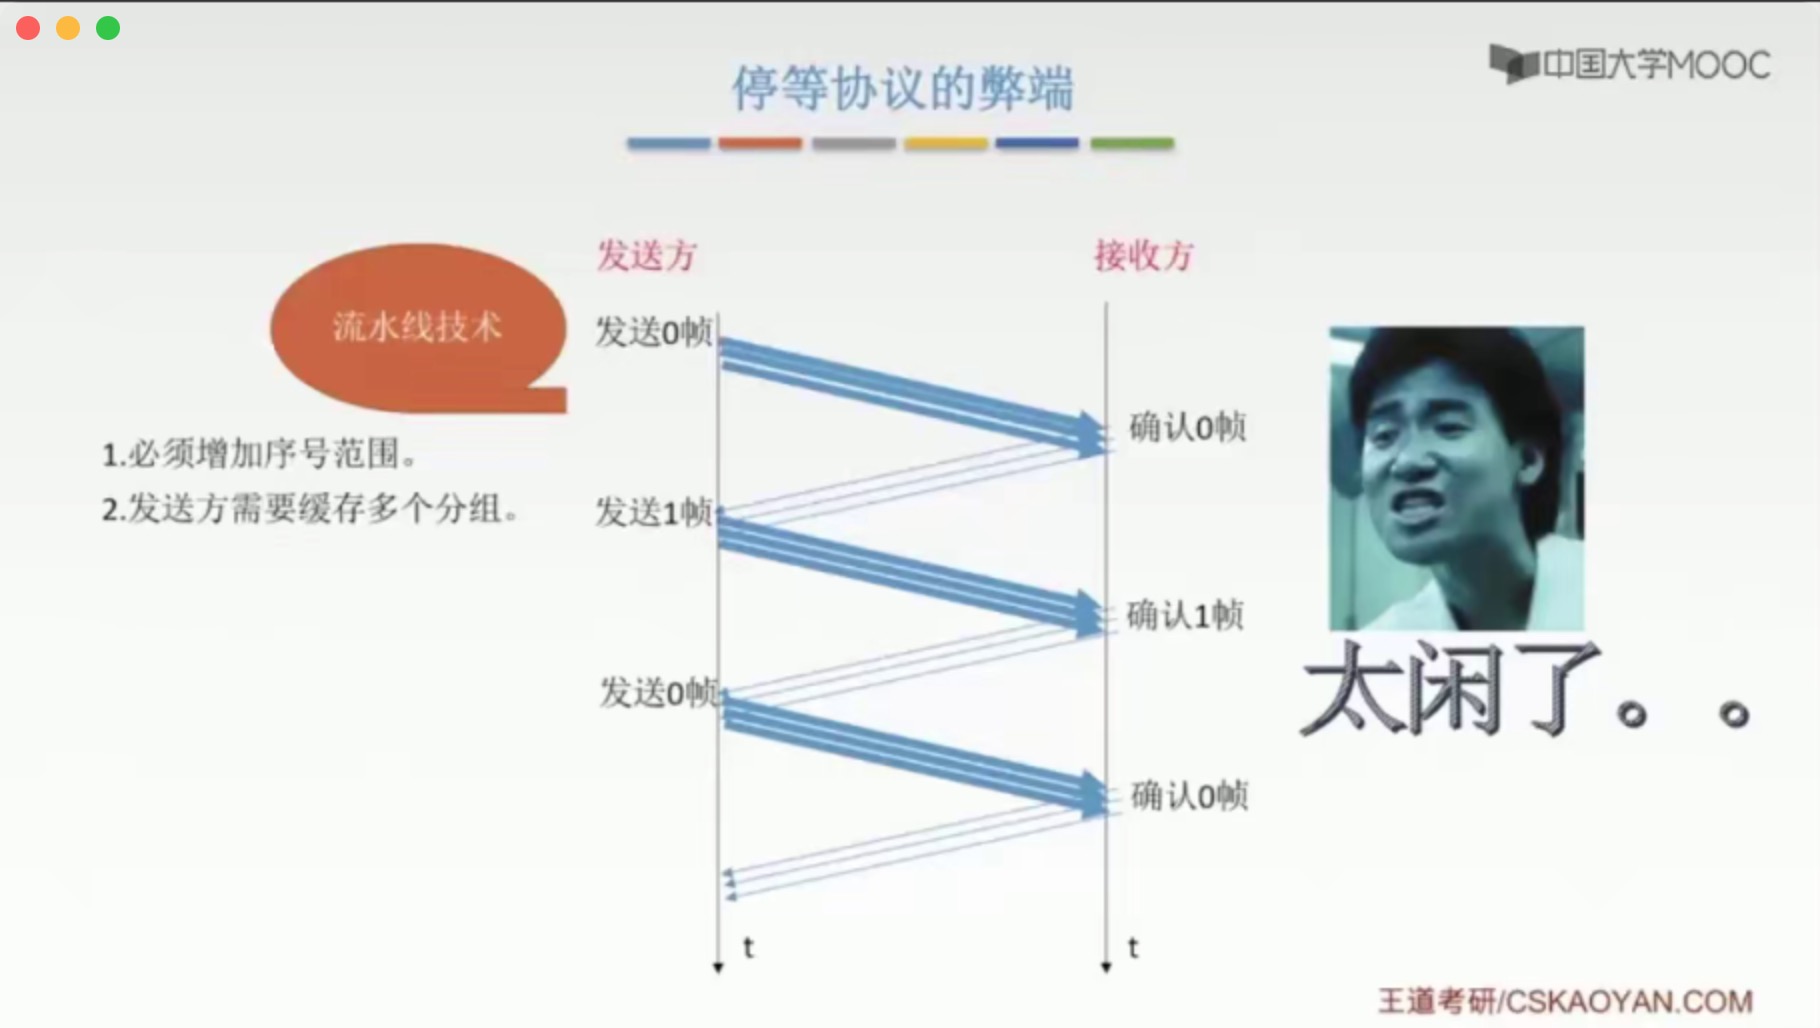 中国大学MOOC
停等协议的弊端
发送方
接收方
流水线技术
发送0帧
确认0帧
1.必须增加序号范围。
2.发送方需要缓存多个分组。
发送1帧
确认1帧
太闲了。。
发送0帧
确认0帧
t
t
王道考研/CSKAOYAN.COM